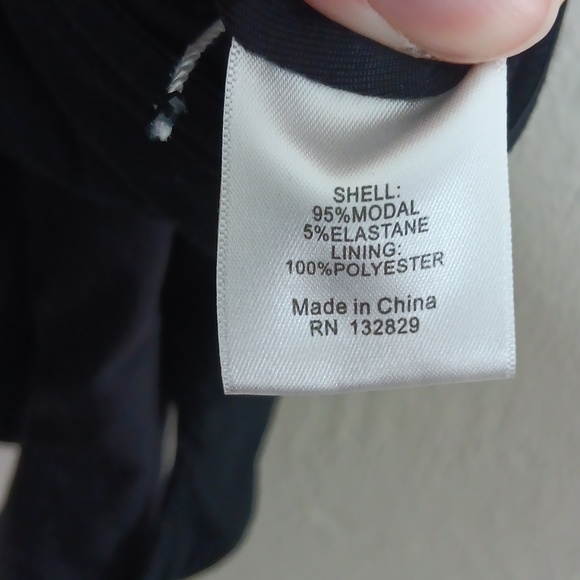 SHELL:
95%MODAL
5%ELASTANE
LINING:
100%POLYESTER
Made in China
RN 132829